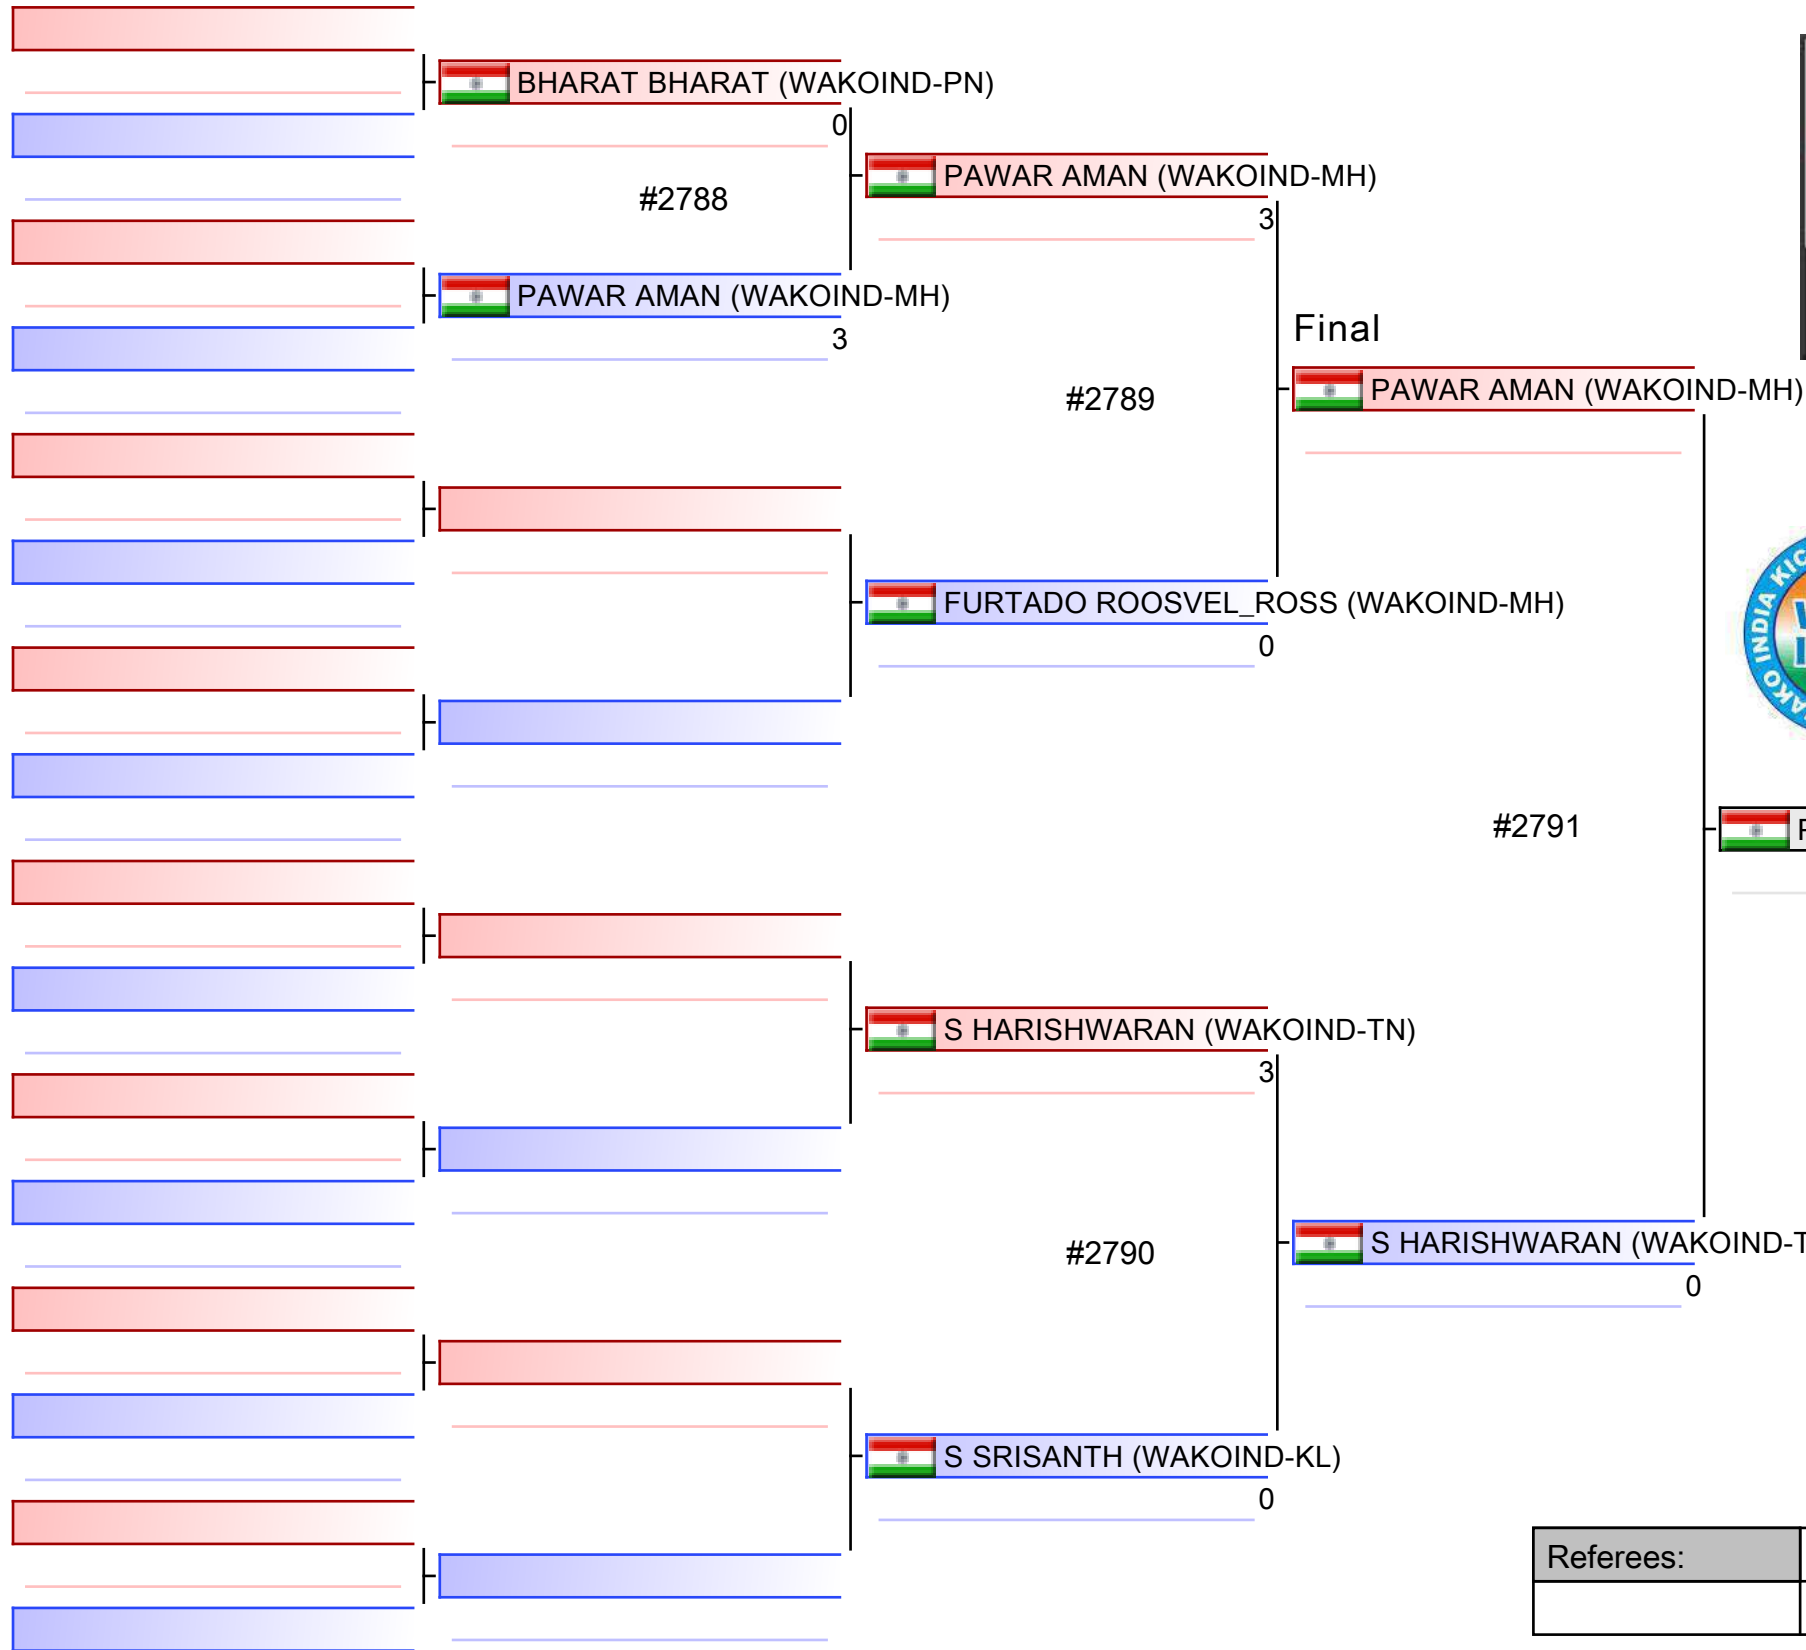 BHARAT BHARAT (WAKOIND-PN)
0
#2788
PAWAR AMAN (WAKOIND-MH)
3
PAWAR AMAN (WAKOIND-MH)
3
#2789
FURTADO ROOSVEL_ROSS (WAKOIND-MH)
0
Final
PAWAR AMAN (WAKOIND-MH)
#2791
S HARISHWARAN (WAKOIND-TN)
3
#2790
S SRISANTH (WAKOIND-KL)
0
S HARISHWARAN (WAKOIND-T
0
INDIA
Referees: